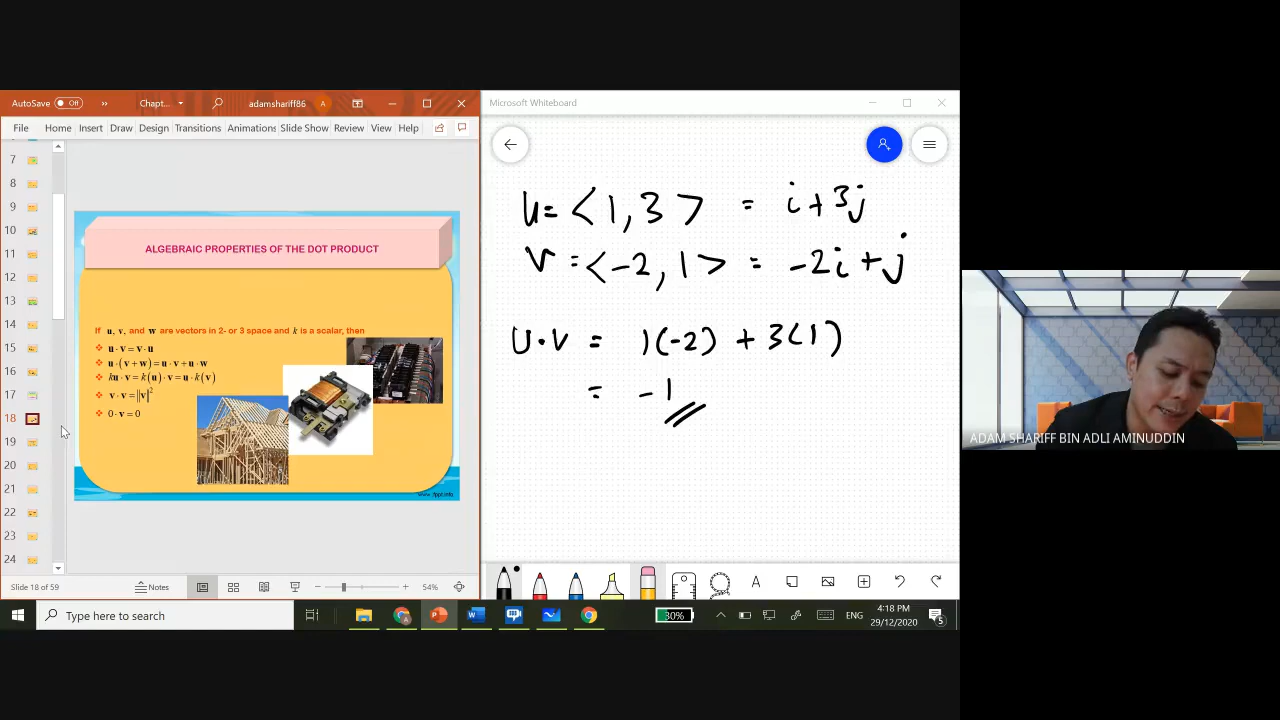 AutoSave Off » Chapt... adamshariff86 A
File Home Insert Draw Design Transitions Animations Slide Show Review View Help
7
8
9
10
11
12
13
14
15
16
17
18
19
20
21
22
23
24
ALGEBRAIC PROPERTIES OF THE DOT PRODUCT
If u, v, and w are vectors in 2- or 3 space and k is a scalar, then
u · v = v · u
u · (v + w) = u · v + u · w
ku · v = k(u) · v = u · k(v)
v · v = |v|²
0 · v = 0
www.fppt.info
Slide 18 of 59 Notes 54%
Microsoft Whiteboard
u = < 1, 3 > = i + 3j
v = < -2, 1 > = -2i + j
u · v = 1(-2) + 3(1)
= -1
ADAM SHARIFF BIN ADLI AMINUDDIN
Type here to search
30%
ENG
4:18 PM
29/12/2020
5